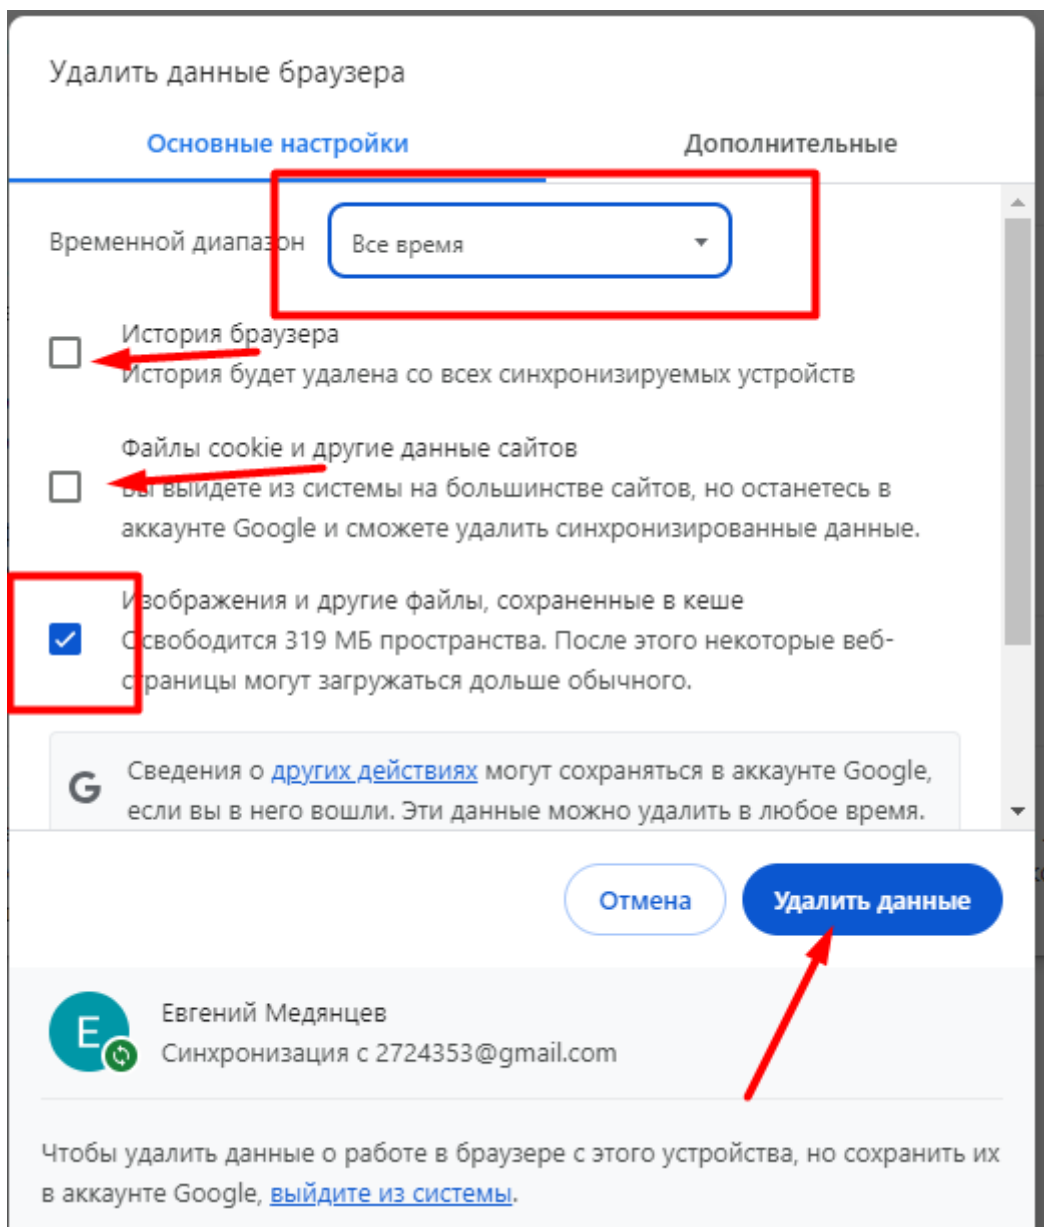 Удалить данные браузера
Основные настройки
Дополнительные
Временной диапазон
Все время
История браузера
История будет удалена со всех синхронизируемых устройств
Файлы cookie и другие данные сайтов
Вы выйдете из системы на большинстве сайтов, но останетесь в
аккаунте Google и сможете удалить синхронизированные данные.
Изображения и другие файлы, сохраненные в кеше
Освободится 319 МБ пространства. После этого некоторые веб-
страницы могут загружаться дольше обычного.
G
Сведения о других действиях могут сохраняться в аккаунте Google,
если вы в него вошли. Эти данные можно удалить в любое время.
Отмена
Удалить данные
E
Евгений Медянцев
Синхронизация с 2724353@gmail.com
Чтобы удалить данные о работе в браузере с этого устройства, но сохранить их
в аккаунте Google, выйдите из системы.